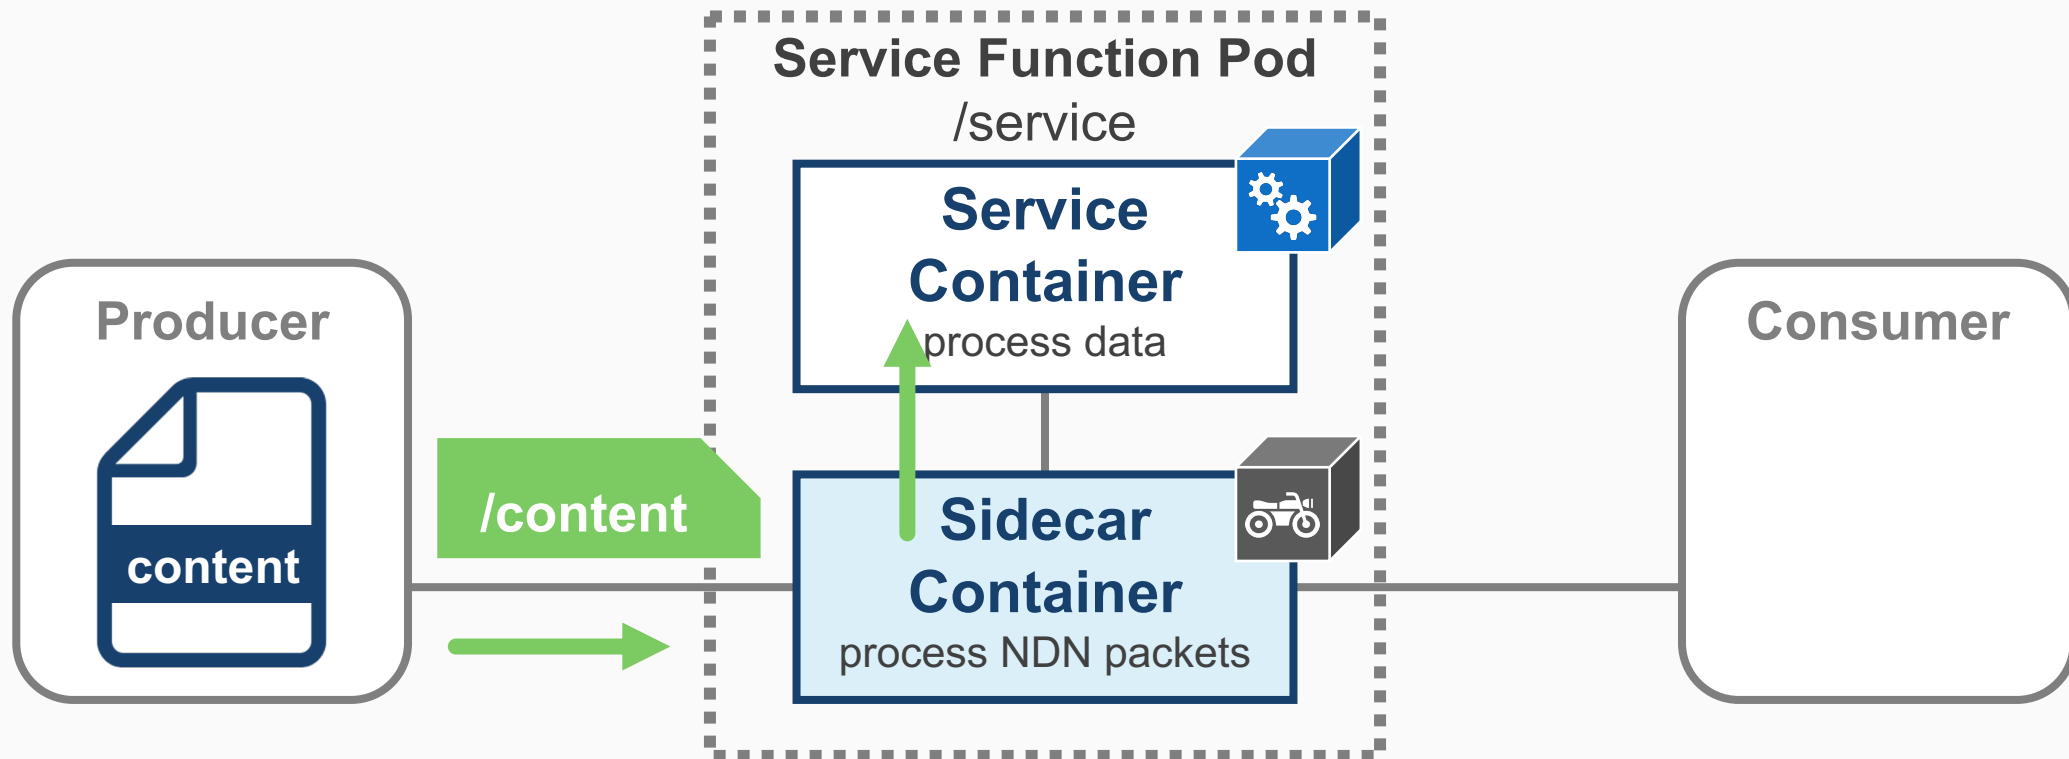 Service Function Pod
/service
Service
Container
process data
Producer
content
/content
Sidecar
Container
process NDN packets
Consumer